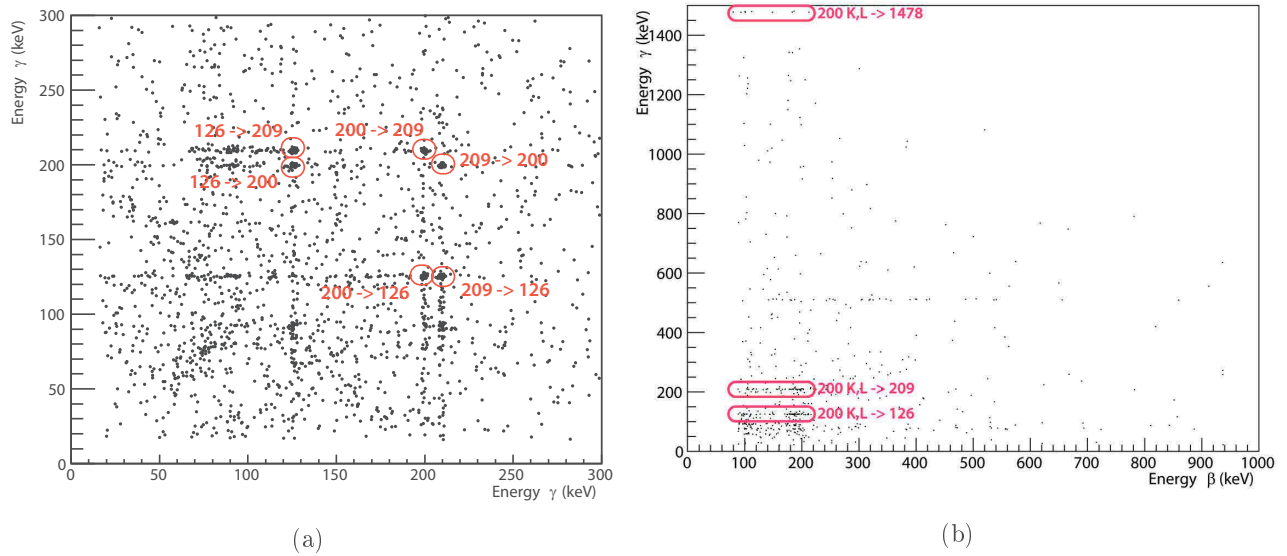 Energy γ (keV)
300
250
200
150
100
50
0
126 -> 209
200 -> 209
209 -> 200
126 -> 200
200 -> 126
209 -> 126
0
50
100
150
200
250
300
Energy γ (keV)
(a)
Energy γ (keV)
1400
1200
1000
800
600
400
200
0
200 K,L -> 1478
200 K,L -> 209
200 K,L -> 126
0
100
200
300
400
500
600
700
800
900
1000
Energy β (keV)
(b)